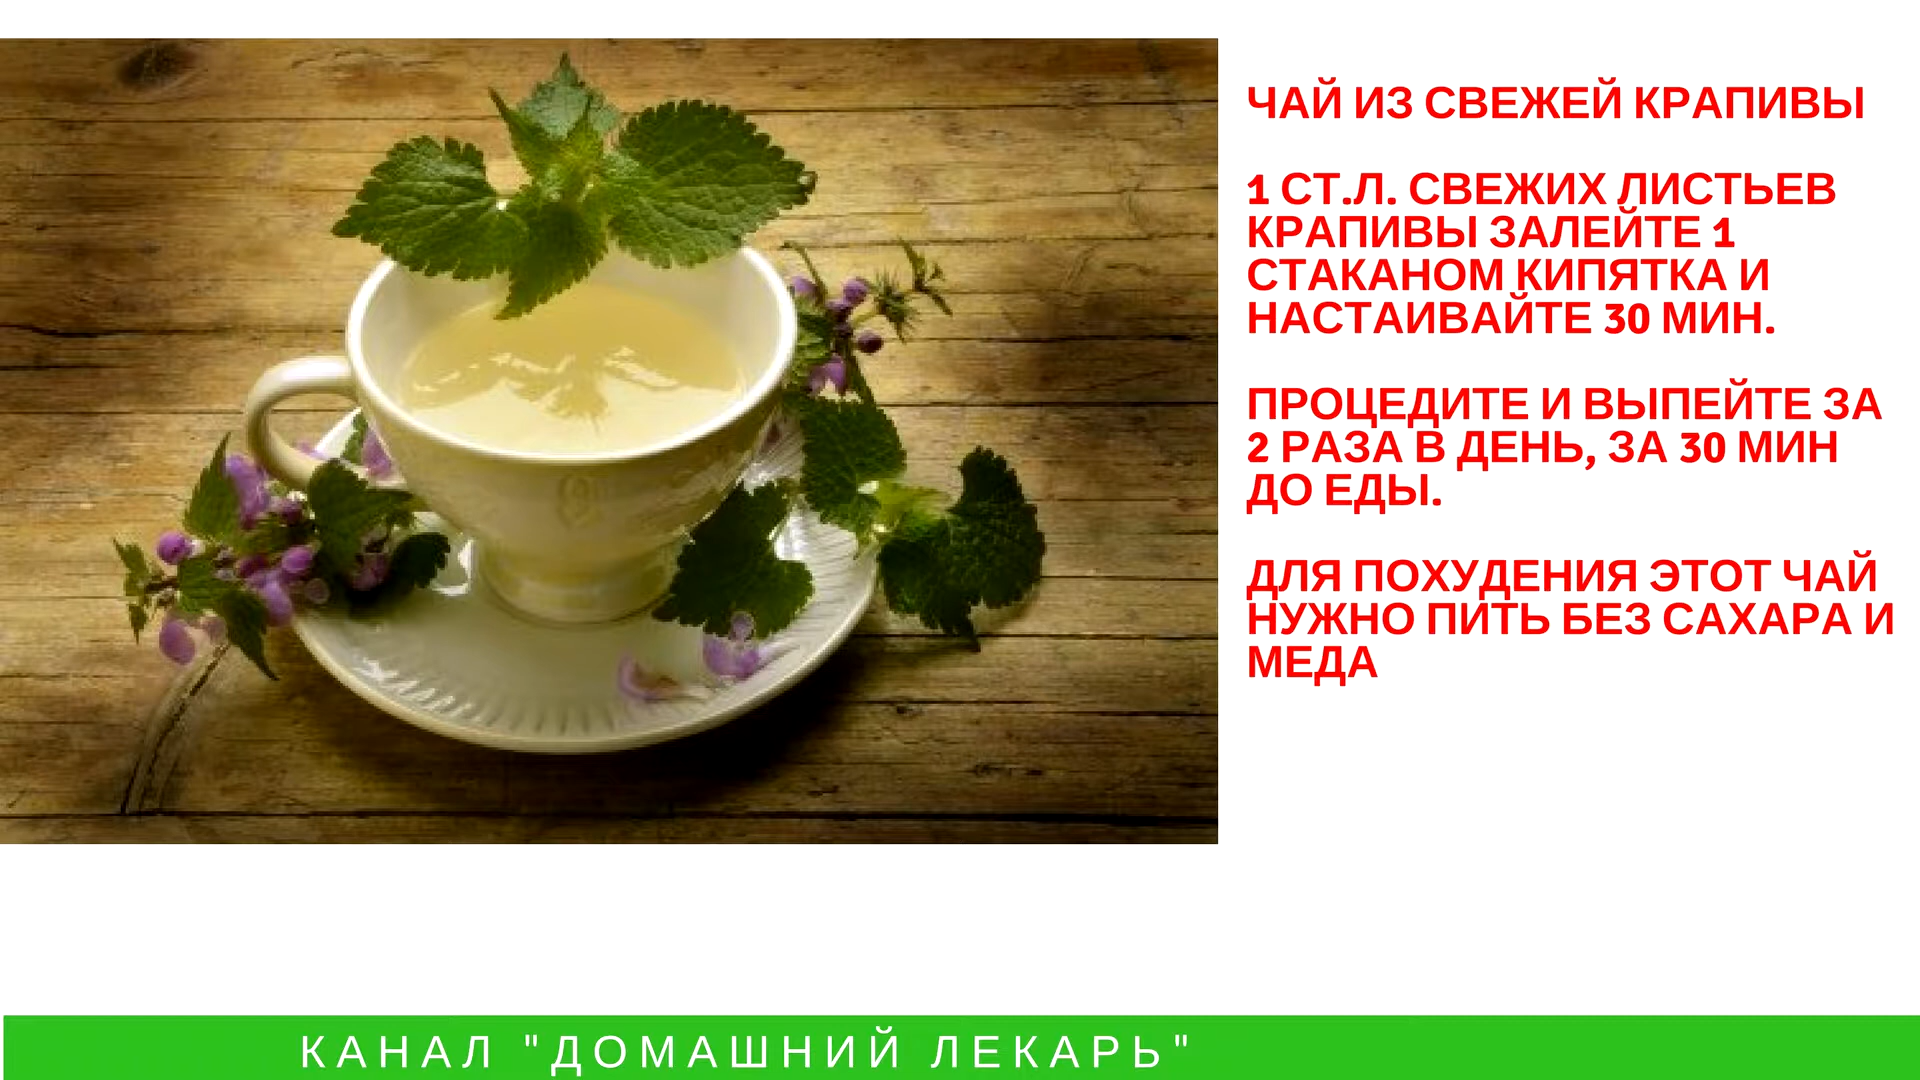 ЧАЙ ИЗ СВЕЖЕЙ КРАПИВЫ
1 СТ.Л. СВЕЖИХ ЛИСТЬЕВ
КРАПИВЫ ЗАЛЕЙТЕ 1
СТАКАНОМ КИПЯТКА И
НАСТАИВАЙТЕ 30 МИН.
ПРОЦЕДИТЕ И ВЫПЕЙТЕ ЗА
2 РАЗА В ДЕНЬ, ЗА 30 МИН
ДО ЕДЫ.
ДЛЯ ПОХУДЕНИЯ ЭТОТ ЧАЙ
НУЖНО ПИТЬ БЕЗ САХАРА И
МЕДА
КАНАЛ "ДОМАШНИЙ ЛЕКАРЬ"